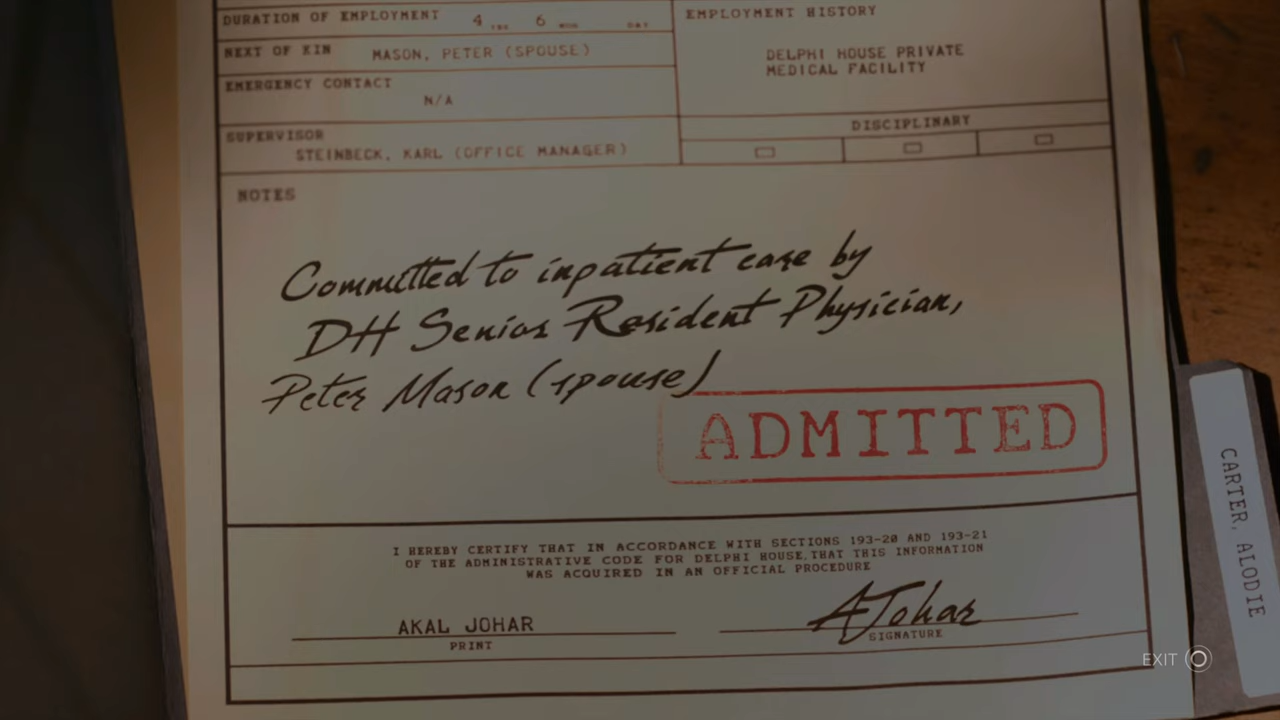 DURATION OF EMPLOYMENT 4 YRS 6 MOS DAY
NEXT OF KIN MASON, PETER (SPOUSE)
EMERGENCY CONTACT
N/A
SUPERVISOR
STEINBECK, KARL (OFFICE MANAGER)
EMPLOYMENT HISTORY
DELPHI HOUSE PRIVATE
MEDICAL FACILITY
DISCIPLINARY
NOTES
Committed to inpatient care by
DH Senior Resident Physician,
Peter Mason (spouse)
ADMITTED
I HEREBY CERTIFY THAT IN ACCORDANCE WITH SECTIONS 193-20 AND 193-21
OF THE ADMINISTRATIVE CODE FOR DELPHI HOUSE, THAT THIS INFORMATION
WAS ACQUIRED IN AN OFFICIAL PROCEDURE
AKAL JOHAR
PRINT
AJohar
SIGNATURE
CARTER, ALODIE
EXIT